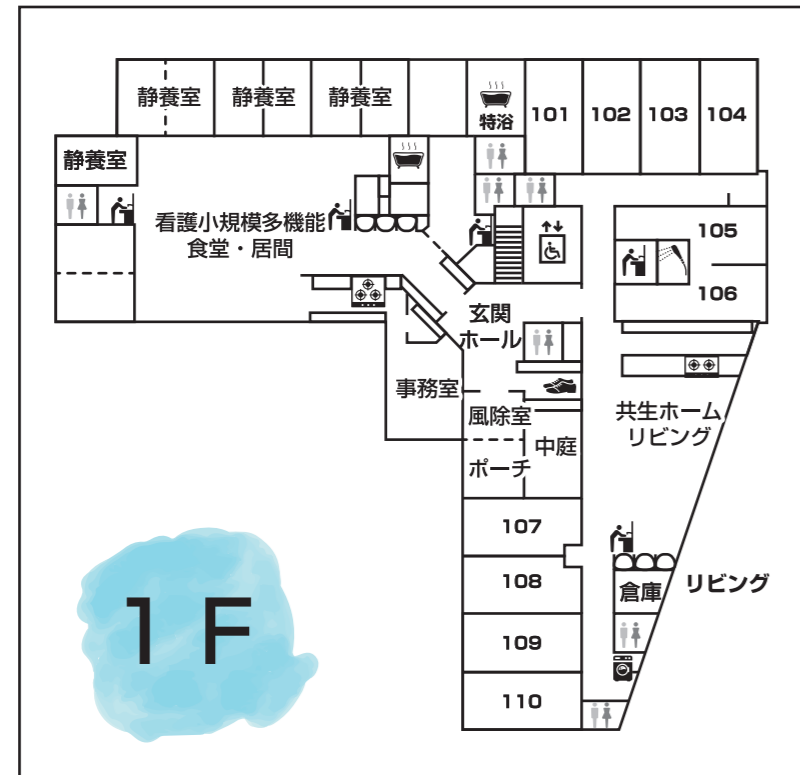 静養室
静養室
静養室
特浴
101
102
103
104
静養室
看護小規模多機能
食堂・居間
105
106
玄関
ホール
事務室
風除室
中庭
ポーチ
共生ホーム
リビング
107
108
倉庫
リビング
109
110
1F